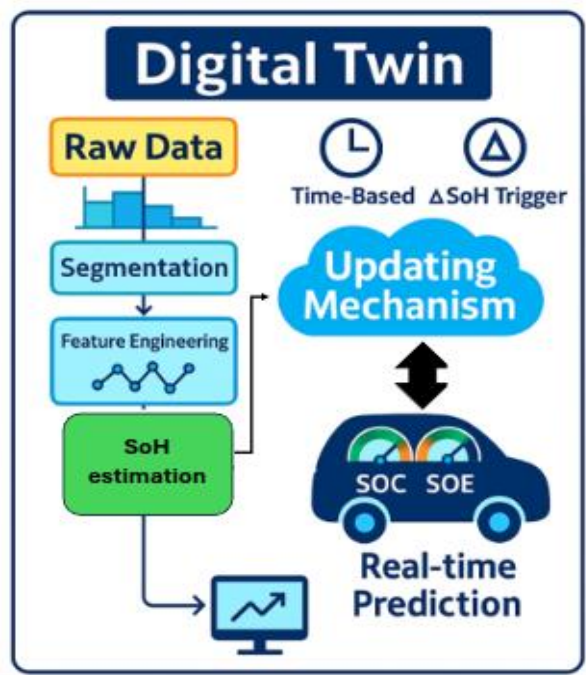 Digital Twin
Raw Data
Segmentation
Feature Engineering
SoH
estimation
Time-Based
ΔSoH Trigger
Updating
Mechanism
SOC SOE
Real-time
Prediction